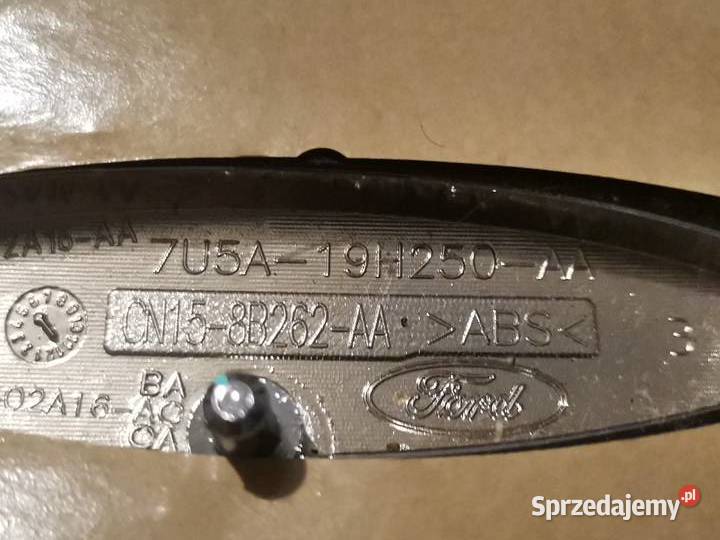 2A16-AA
7U5A-19H250-AA
CN15-8B262-AA >ABS< 3
BA
02A16-AC
CA
Ford
Sprzedajemy.pl